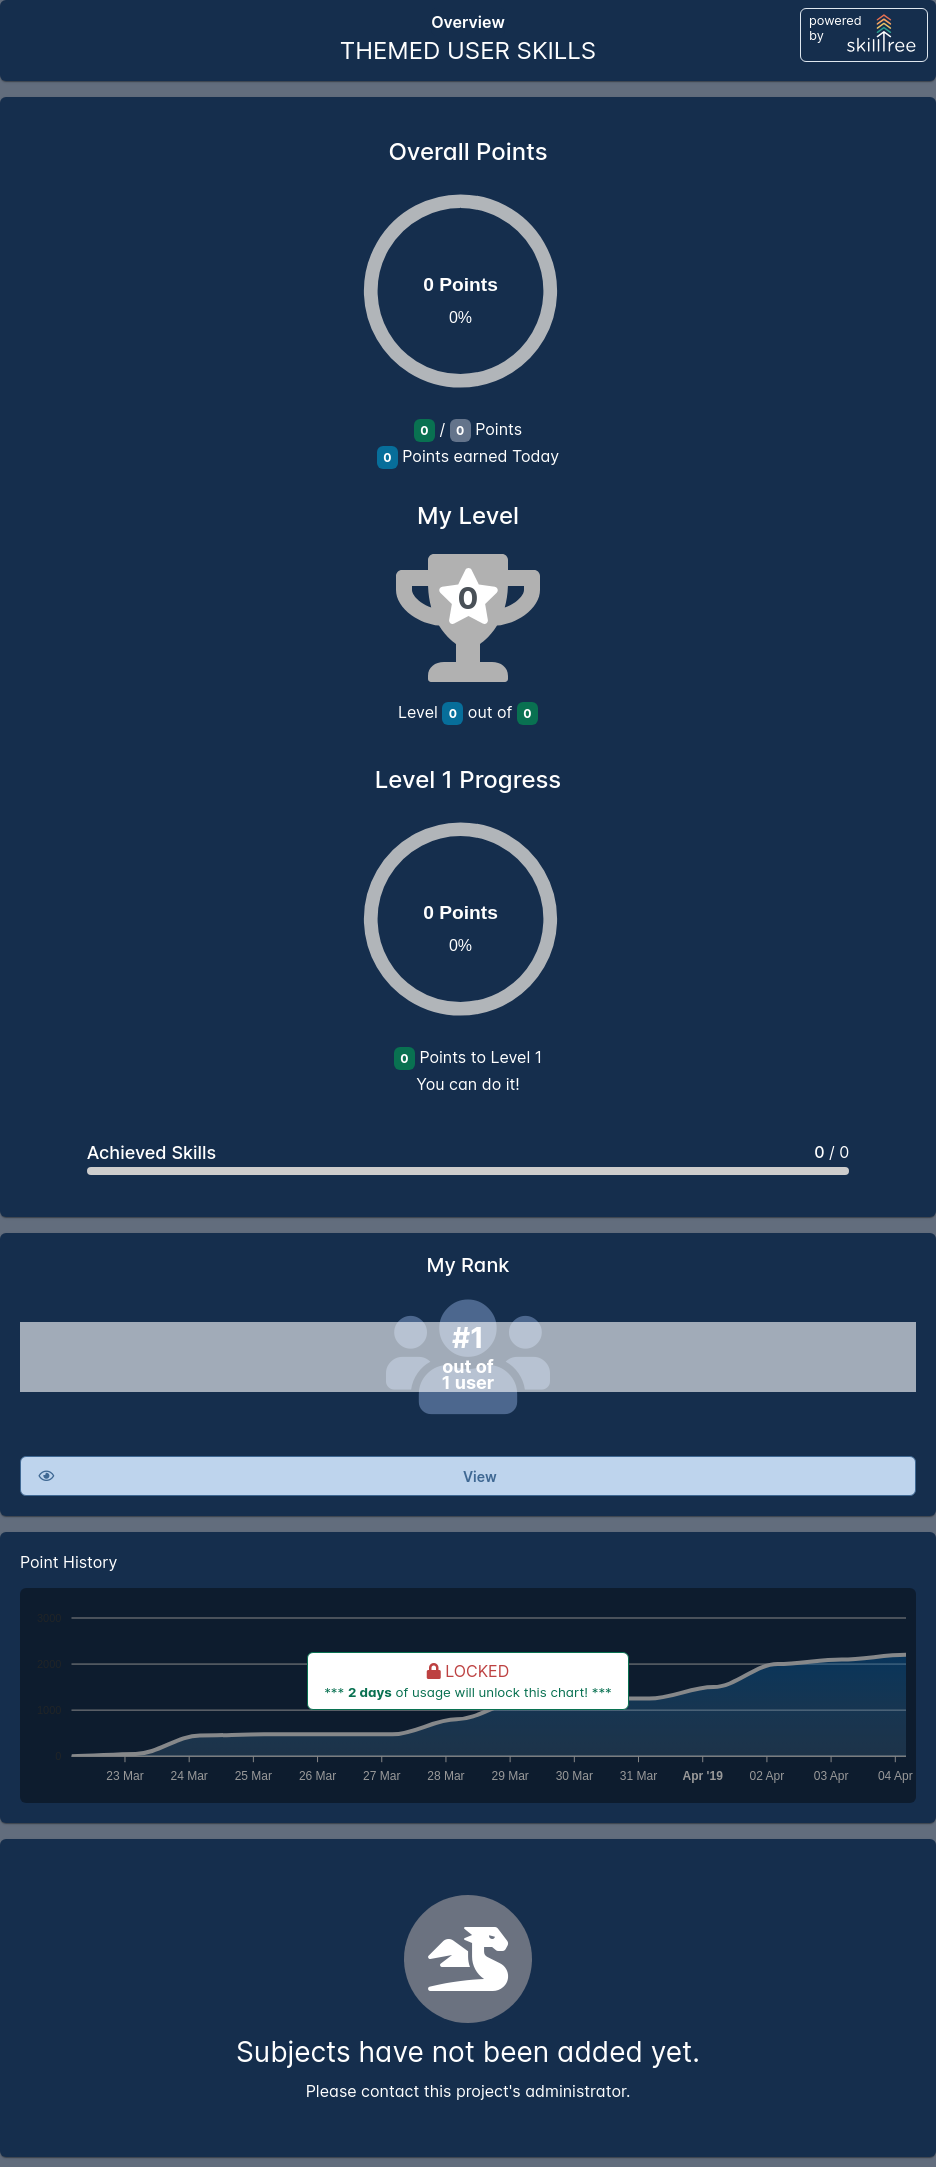 Overview
THEMED USER SKILLS
powered
by
skilltree
Overall Points
0 Points
0%
0 / 0 Points
0 Points earned Today
My Level
0
Level 0 out of 0
Level 1 Progress
0 Points
0%
0 Points to Level 1
You can do it!
Achieved Skills 0 / 0
My Rank
#1
out of
1 user
View
Point History
1000
0
LOCKED
*** 2 days of usage will unlock this chart! ***
23 Mar 24 Mar 25 Mar 26 Mar 27 Mar 28 Mar 29 Mar 30 Mar 31 Mar Apr '19 02 Apr 03 Apr 04 Apr
Subjects have not been added yet.
Please contact this project's administrator.